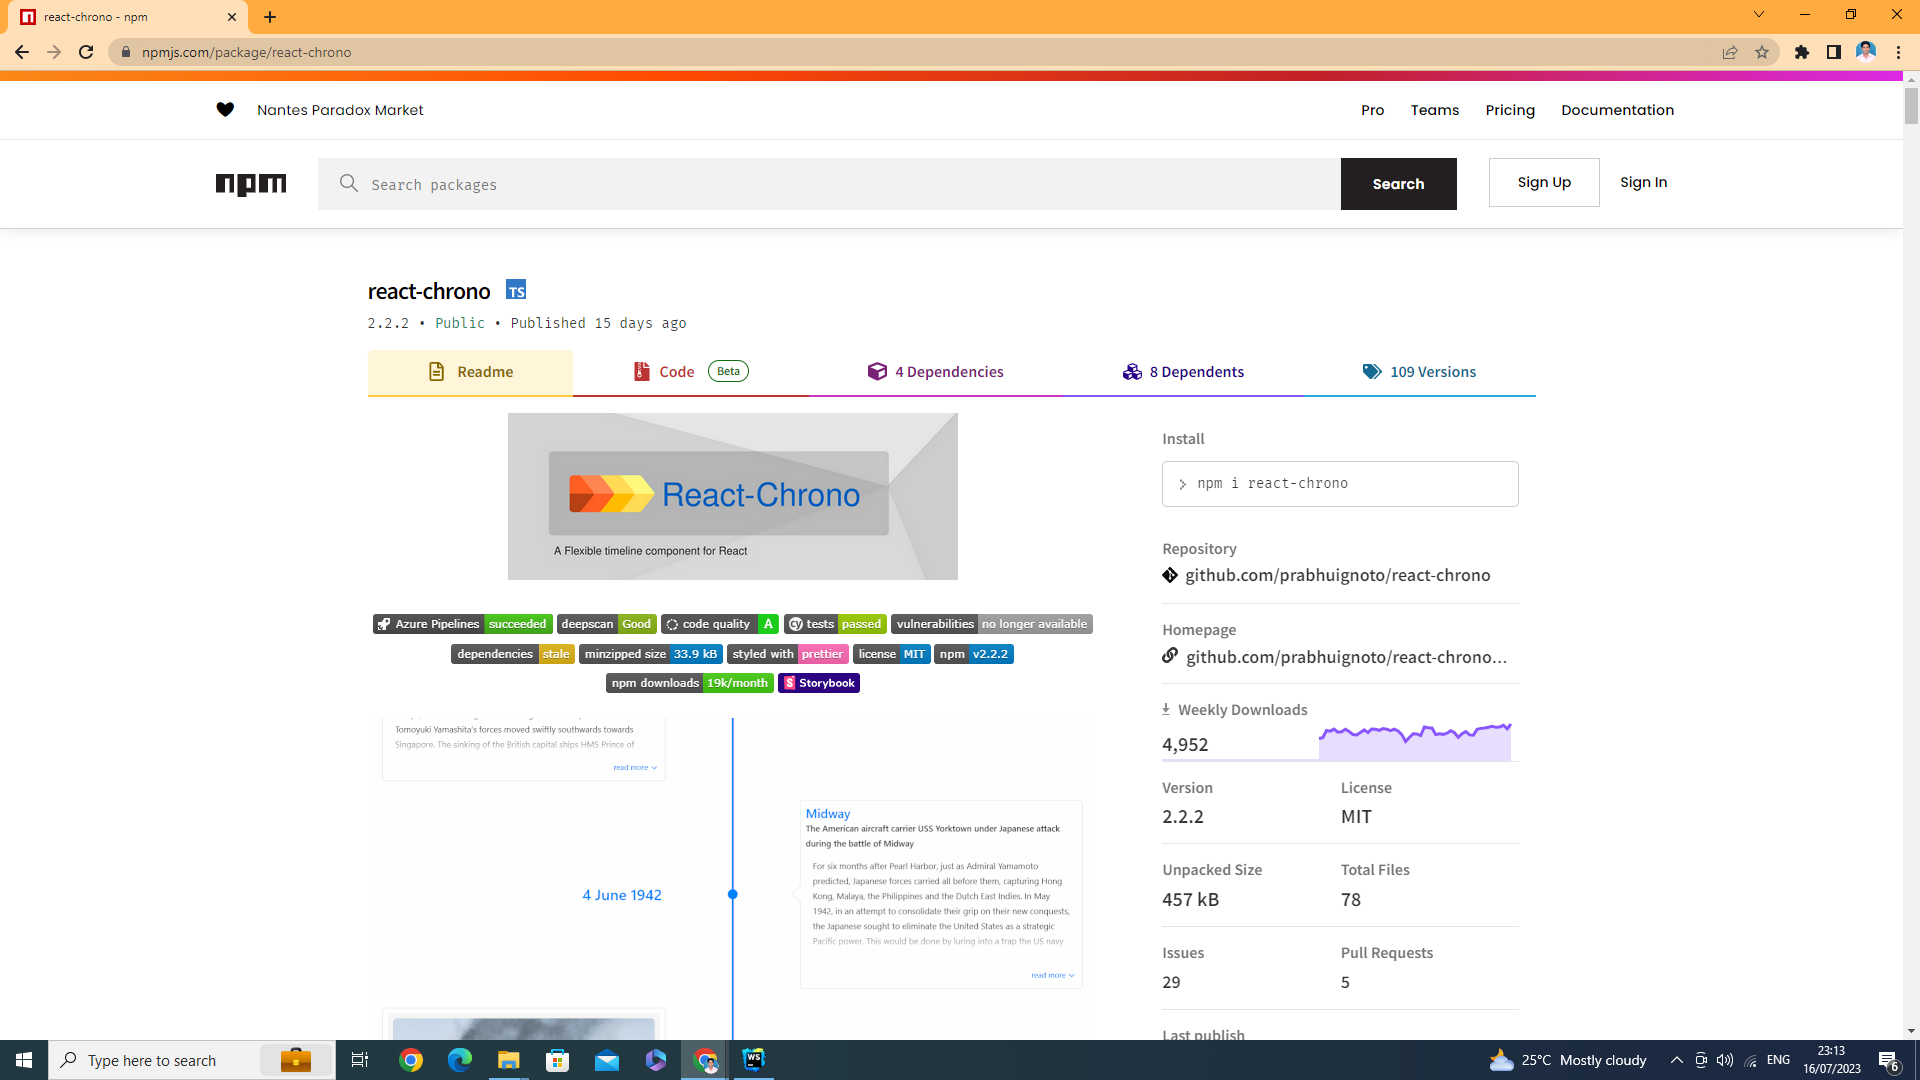 react-chrono - npm
npmjs.com/package/react-chrono
Nantes Paradox Market
Pro Teams Pricing Documentation
npm
Search packages
Search
Sign Up
Sign In
react-chrono TS
2.2.2 • Public • Published 15 days ago
Readme
Code Beta
4 Dependencies
8 Dependents
109 Versions
React-Chrono
A Flexible timeline component for React
Azure Pipelines succeeded deepscan Good code quality A tests passed vulnerabilities no longer available
dependencies stale minzipped size 33.9 kB styled with prettier license MIT npm v2.2.2
npm downloads 19k/month Storybook
Tomoyuki Yamashita's forces moved swiftly southwards towards
Singapore. The sinking of the British capital ships HMS Prince of
read more
4 June 1942
Midway
The American aircraft carrier USS Yorktown under Japanese attack
during the battle of Midway
For six months after Pearl Harbor, just as Admiral Yamamoto
predicted, Japanese forces carried all before them, capturing Hong
Kong, Malaya, the Philippines and the Dutch East Indies. In May
1942, in an attempt to consolidate their grip on their new conquests,
the Japanese sought to eliminate the United States as a strategic
Pacific power. This would be done by luring into a trap the US navy
read more
Install
> npm i react-chrono
Repository
github.com/prabhuignoto/react-chrono
Homepage
github.com/prabhuignoto/react-chrono...
Weekly Downloads
4,952
Version License
2.2.2 MIT
Unpacked Size Total Files
457 kB 78
Issues Pull Requests
29 5
Last publish
Type here to search
WS
25°C Mostly cloudy
ENG
23:13
16/07/2023
6